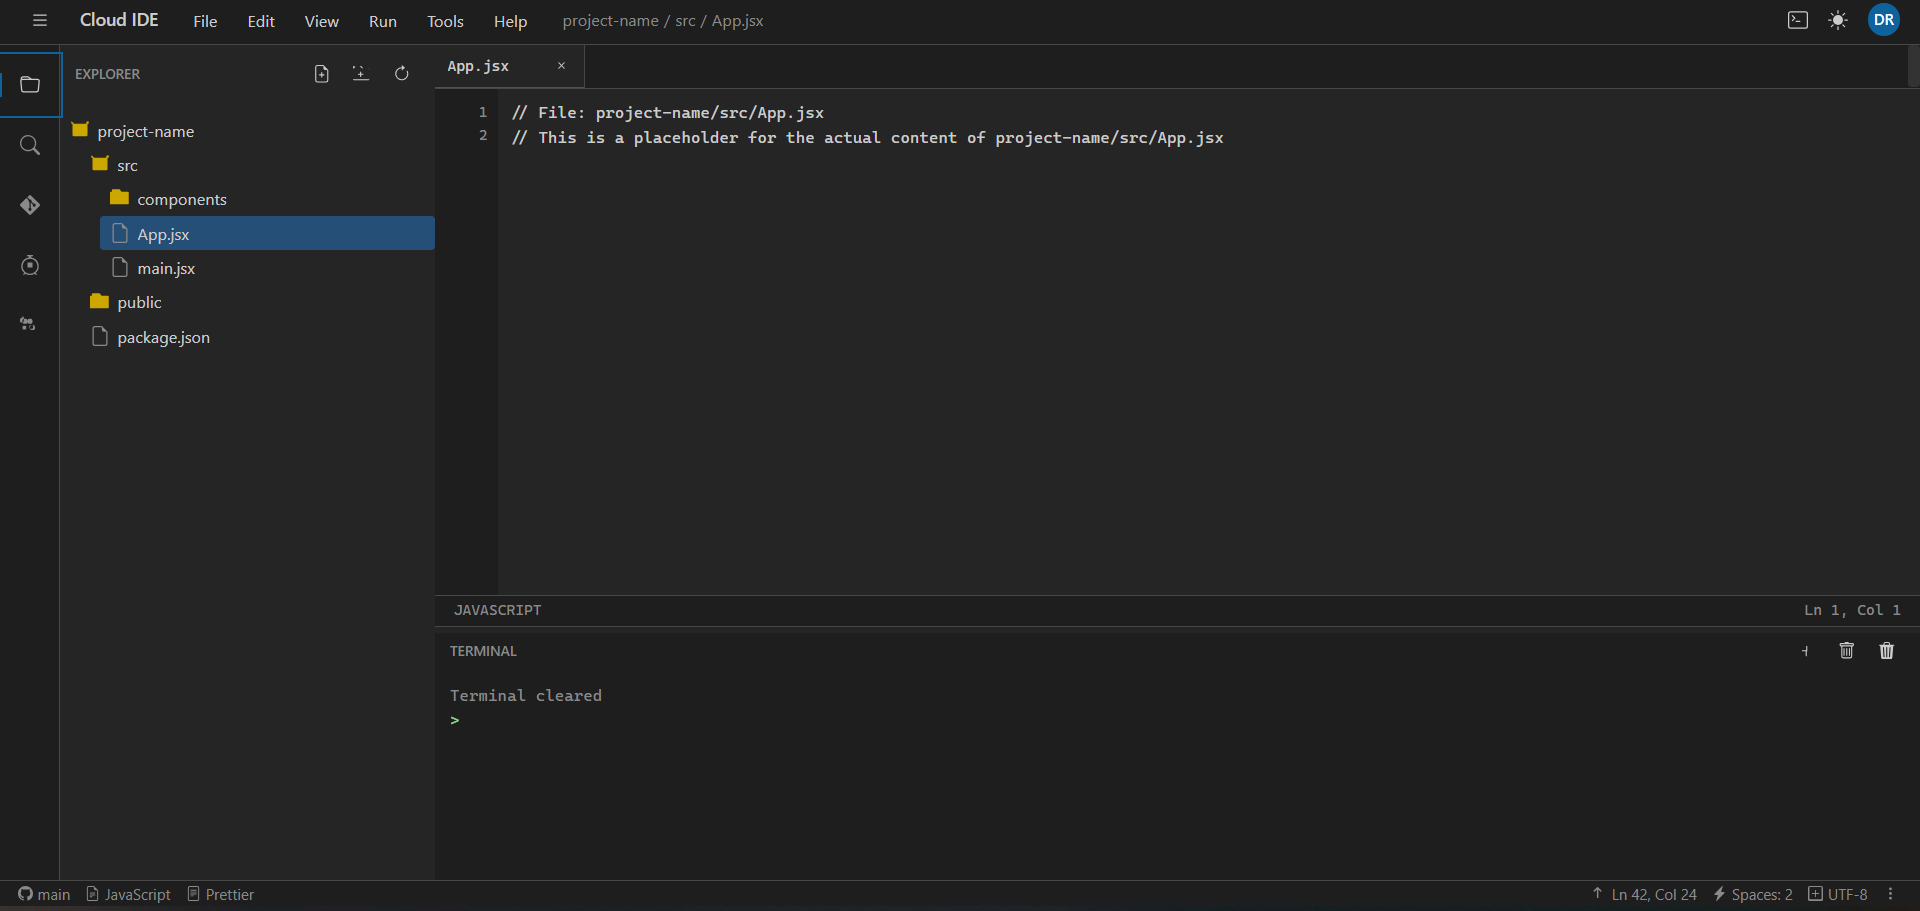 Cloud IDE File Edit View Run Tools Help project-name / src / App.jsx DR
EXPLORER
project-name
src
components
App.jsx
main.jsx
public
package.json
App.jsx ×
1 // File: project-name/src/App.jsx
2 // This is a placeholder for the actual content of project-name/src/App.jsx
JAVASCRIPT Ln 1, Col 1
TERMINAL
Terminal cleared
>
main JavaScript Prettier Ln 42, Col 24 Spaces: 2 UTF-8